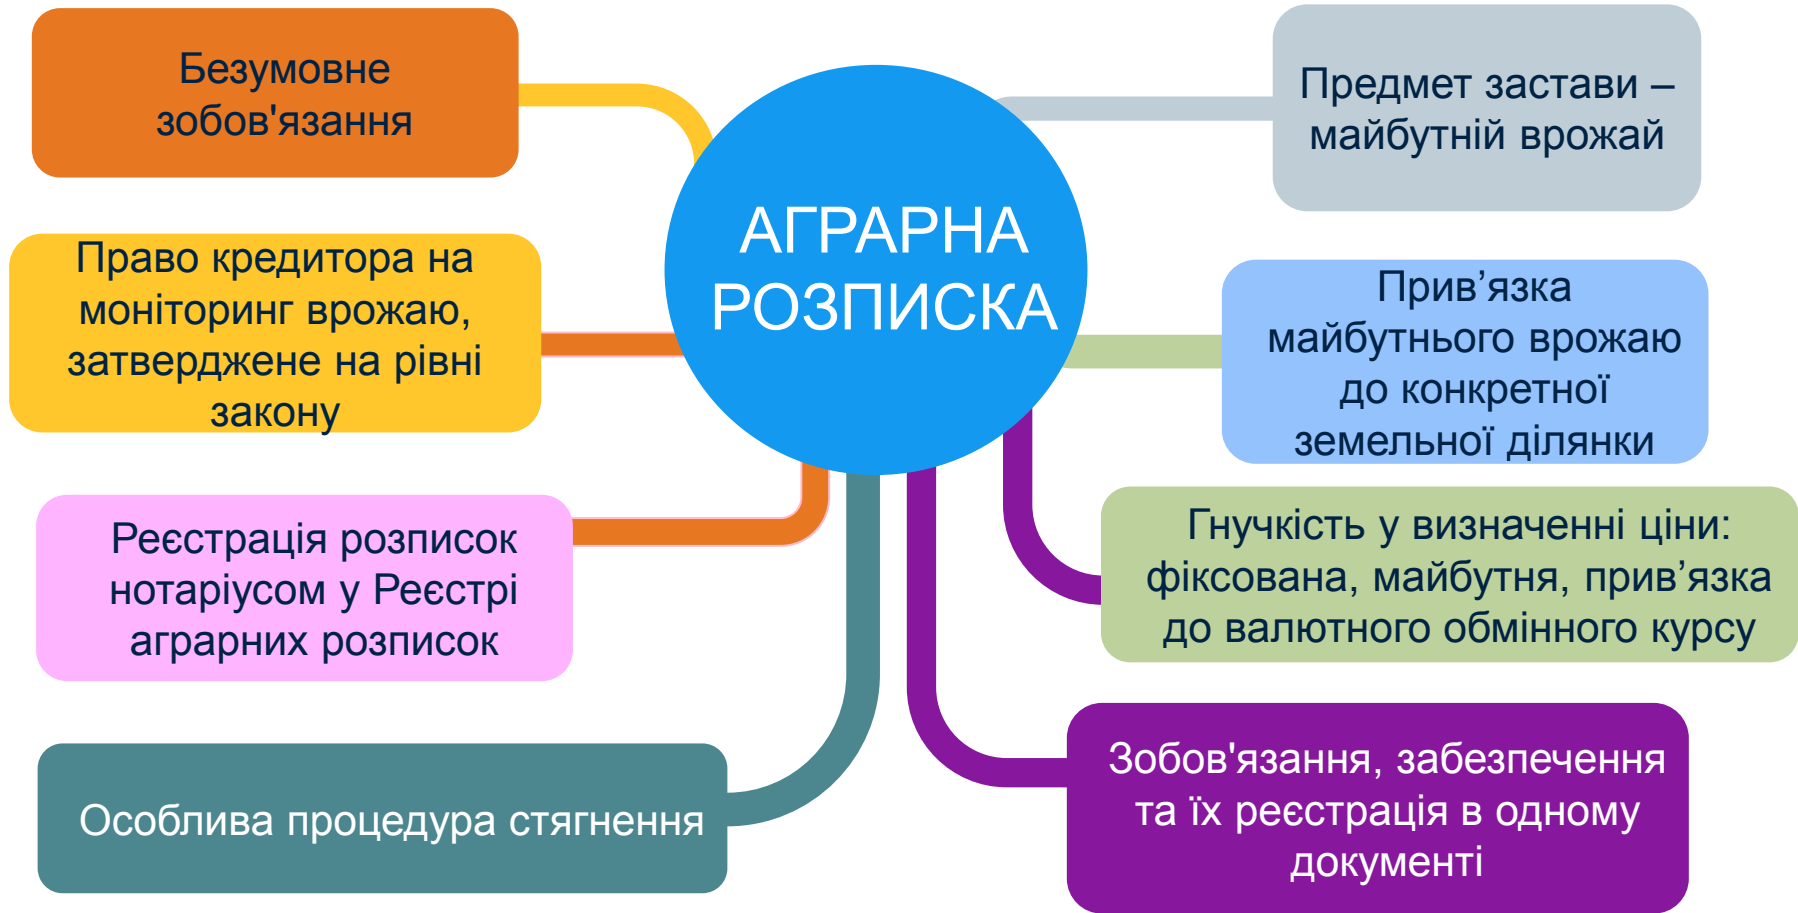 Безумовне
зобов'язання
Право кредитора на
моніторинг врожаю,
затверджене на рівні
закону
Реєстрація розписок
нотаріусом у Реєстрі
аграрних розписок
Особлива процедура стягнення
АГРАРНА
РОЗПИСКА
Предмет застави –
майбутній врожай
Прив’язка
майбутнього врожаю
до конкретної
земельної ділянки
Гнучкість у визначенні ціни:
фіксована, майбутня, прив’язка
до валютного обмінного курсу
Зобов'язання, забезпечення
та їх реєстрація в одному
документі